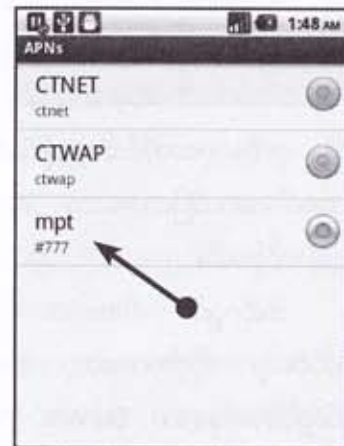 1:48 AM
APNs
CTNET
ctnet
CTWAP
ctwap
mpt
#777